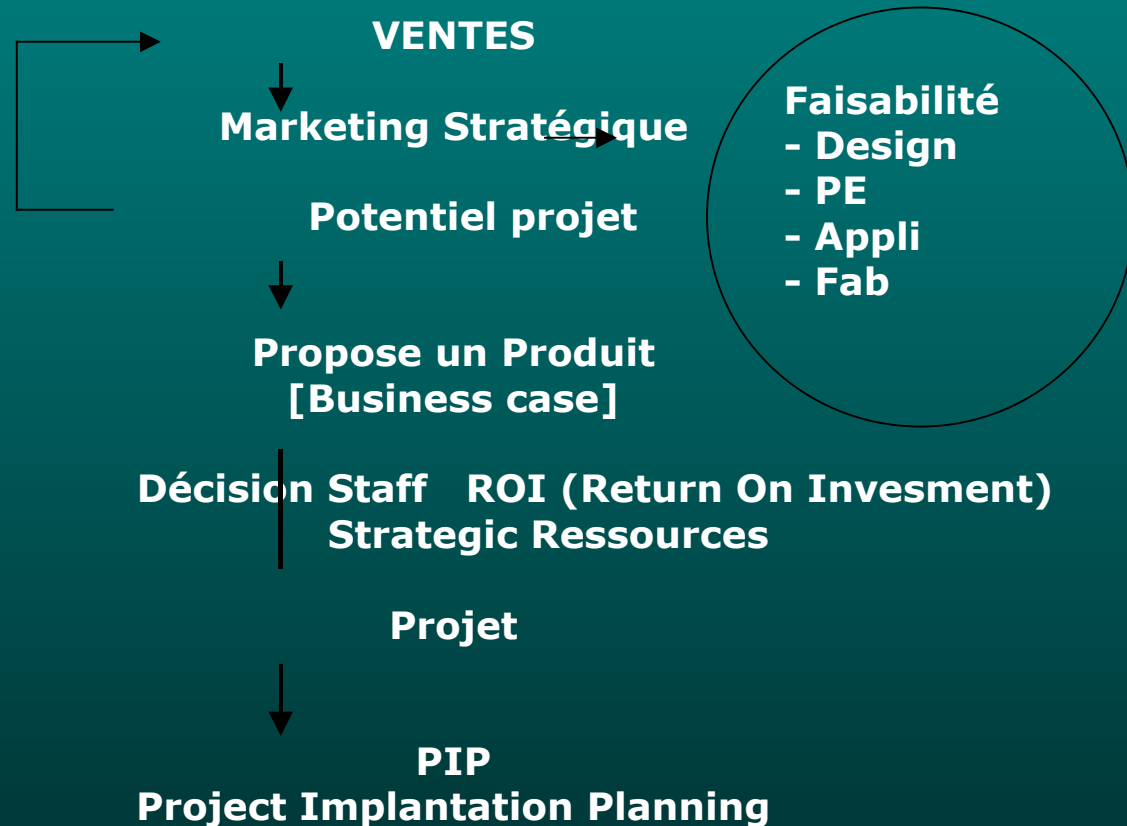 VENTES
Marketing Stratégique
Potentiel projet
Propose un Produit
[Business case]
Décision Staff   ROI (Return On Invesment)
Strategic Ressources
Projet
PIP
Project Implantation Planning
Faisabilité
- Design
- PE
- Appli
- Fab